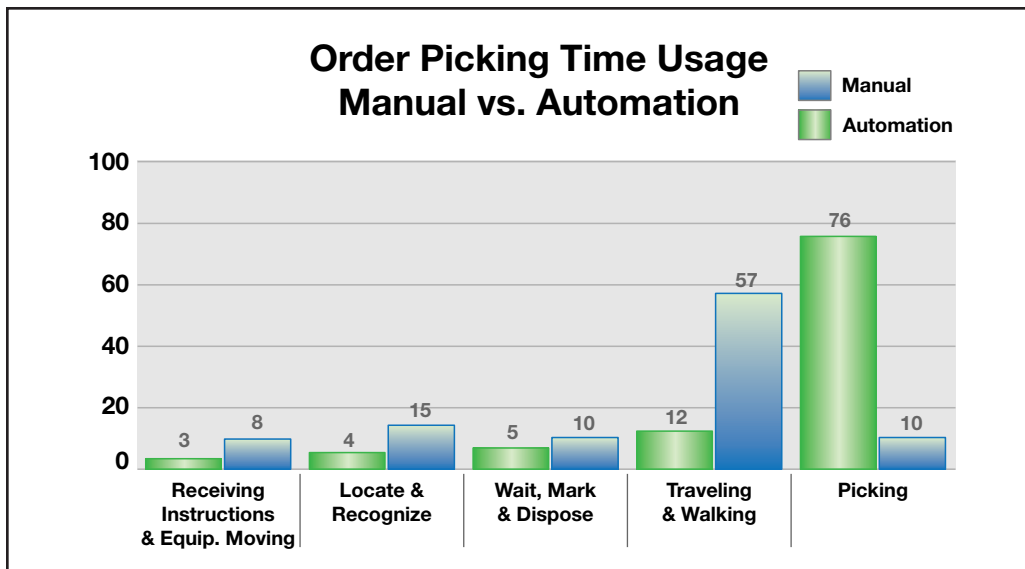 Order Picking Time Usage
Manual vs. Automation
Manual
Automation
100
80
60
40
20
0
3
8
4
15
5
10
12
57
76
10
Receiving
Instructions
& Equip. Moving
Locate &
Recognize
Wait, Mark
& Dispose
Traveling
& Walking
Picking